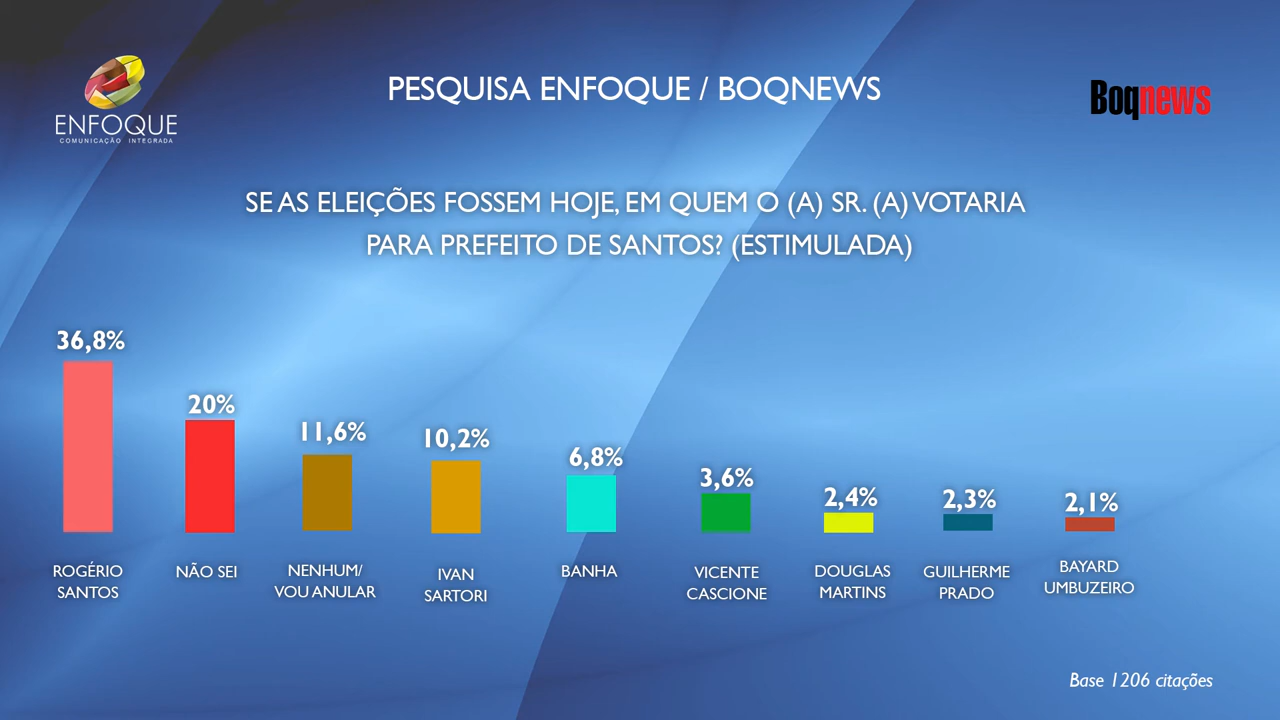 ENFOQUE
COMUNICAÇÃO INTEGRADA
PESQUISA ENFOQUE / BOQNEWS
Boqnews
SE AS ELEIÇÕES FOSSEM HOJE, EM QUEM O (A) SR. (A) VOTARIA
PARA PREFEITO DE SANTOS? (ESTIMULADA)
36,8%
ROGÉRIO
SANTOS
20%
NÃO SEI
11,6%
NENHUM/
VOU ANULAR
10,2%
IVAN
SARTORI
6,8%
BANHA
3,6%
VICENTE
CASCIONE
2,4%
DOUGLAS
MARTINS
2,3%
GUILHERME
PRADO
2,1%
BAYARD
UMBUZEIRO
Base 1206 citações